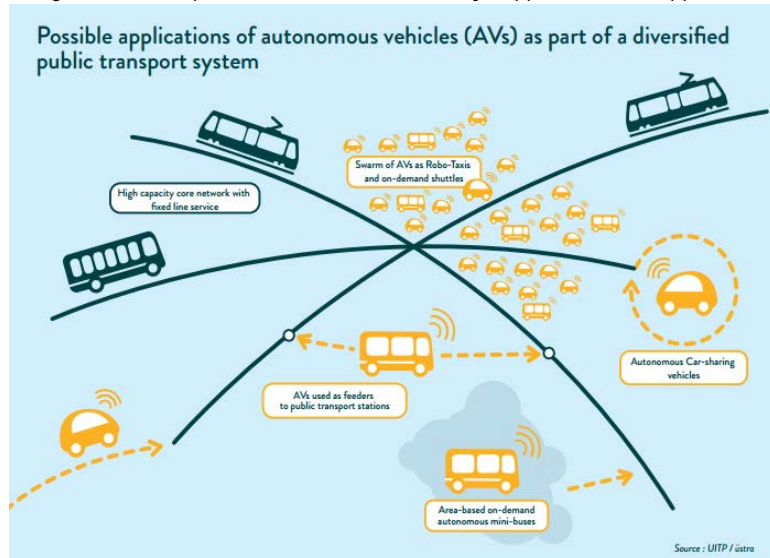 Possible applications of autonomous vehicles (AVs) as part of a diversified
public transport system
Swarm of AVs as Robo-Taxis
and on-demand shuttles
High capacity core network with
fixed line service
Autonomous Car-sharing
vehicles
AVs used as feeders
to public transport stations
Area-based on-demand
autonomous mini-buses
Source : UITP / üstra